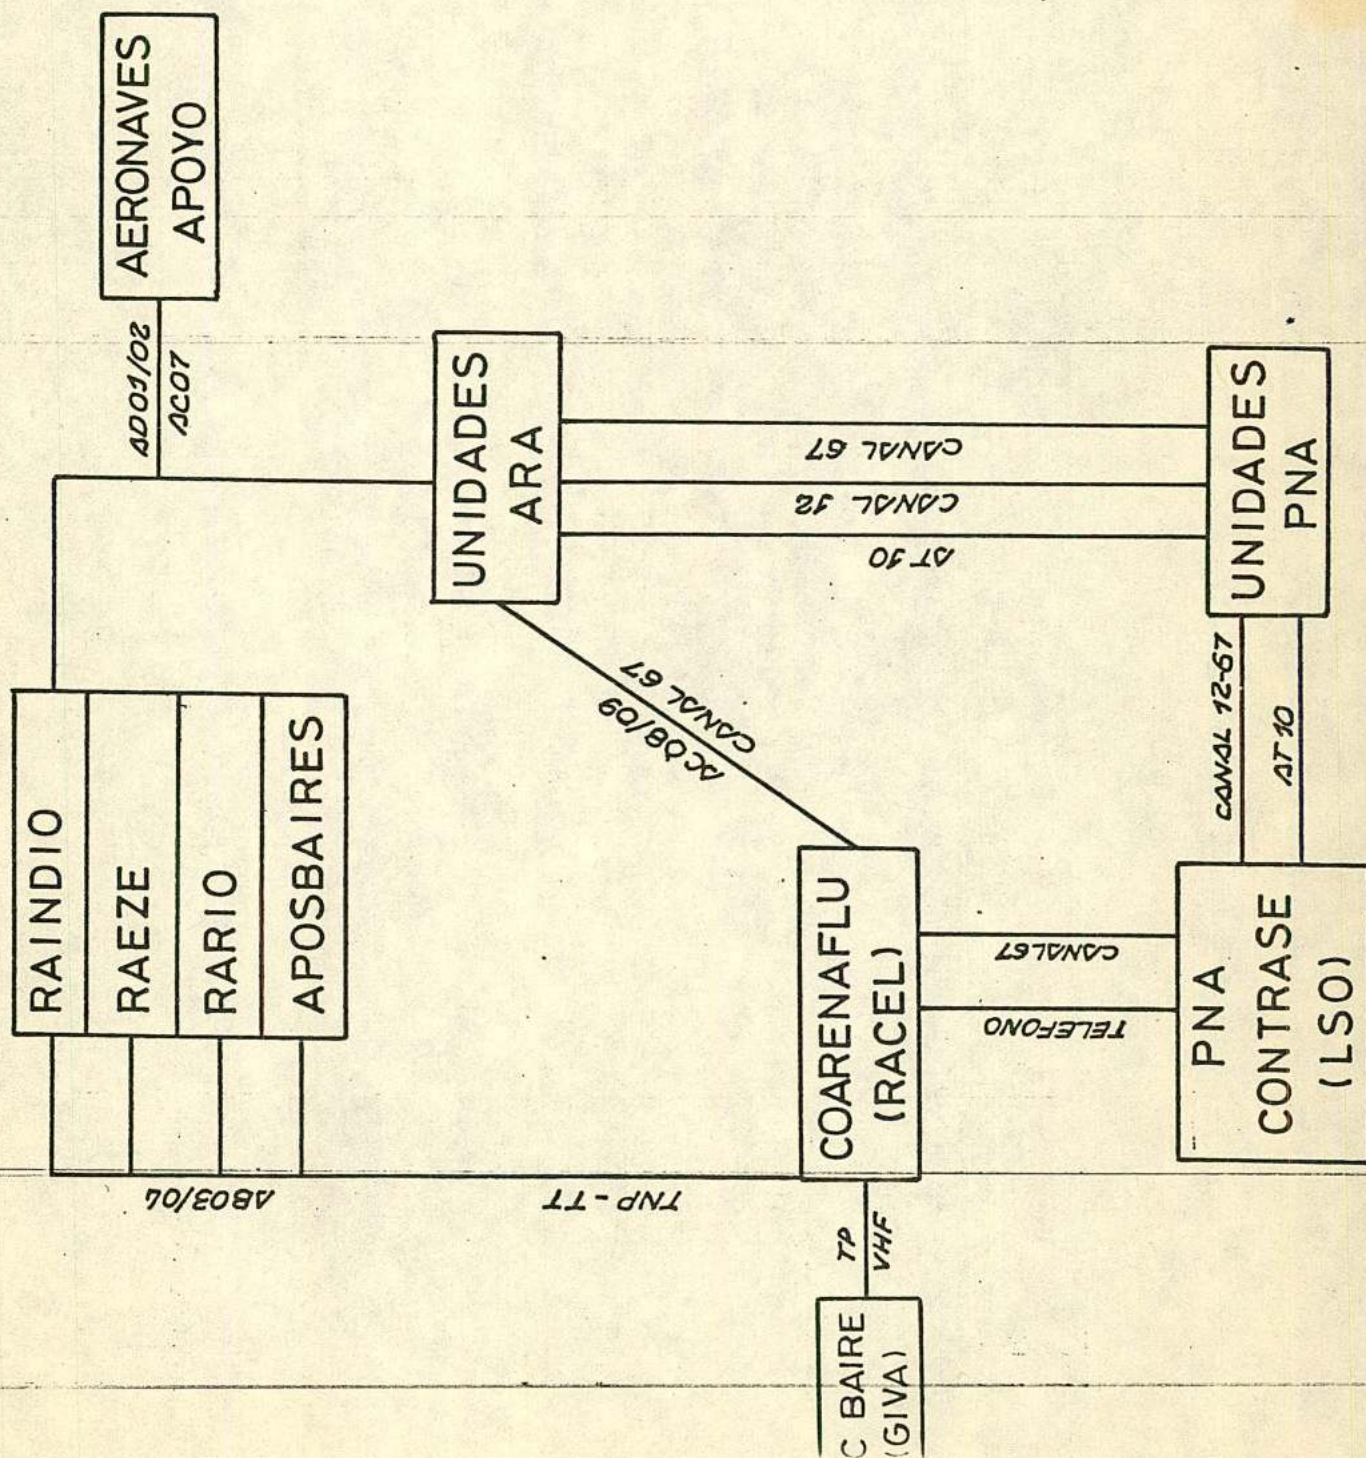 AERONAVES
APOYO
AD01/02
AC07
UNIDADES
ARA
CANAL 67
CANAL 12
AT 10
UNIDADES
PNA
RAINDIO
RAEZE
RARIO
APOSBAIRES
AC08/09
CANAL 67
CANAL 12-67
AT 10
COARENAFLU
(RACEL)
CANAL 67
TELEFONO
PNA
CONTRASE
(LSO)
AB03/04
TNP-TT
TP
VHF
C BAIRE
(GIVA)